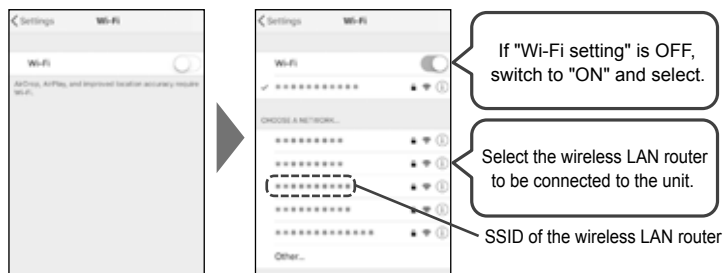 Settings Wi-Fi
Wi-Fi
AirDrop, AirPlay, and improved location accuracy require
Wi-Fi.
Settings Wi-Fi
Wi-Fi
✓ ***********
CHOOSE A NETWORK...
*********
*********
**********
**********
*************
Other...
If "Wi-Fi setting" is OFF,
switch to "ON" and select.
Select the wireless LAN router
to be connected to the unit.
SSID of the wireless LAN router